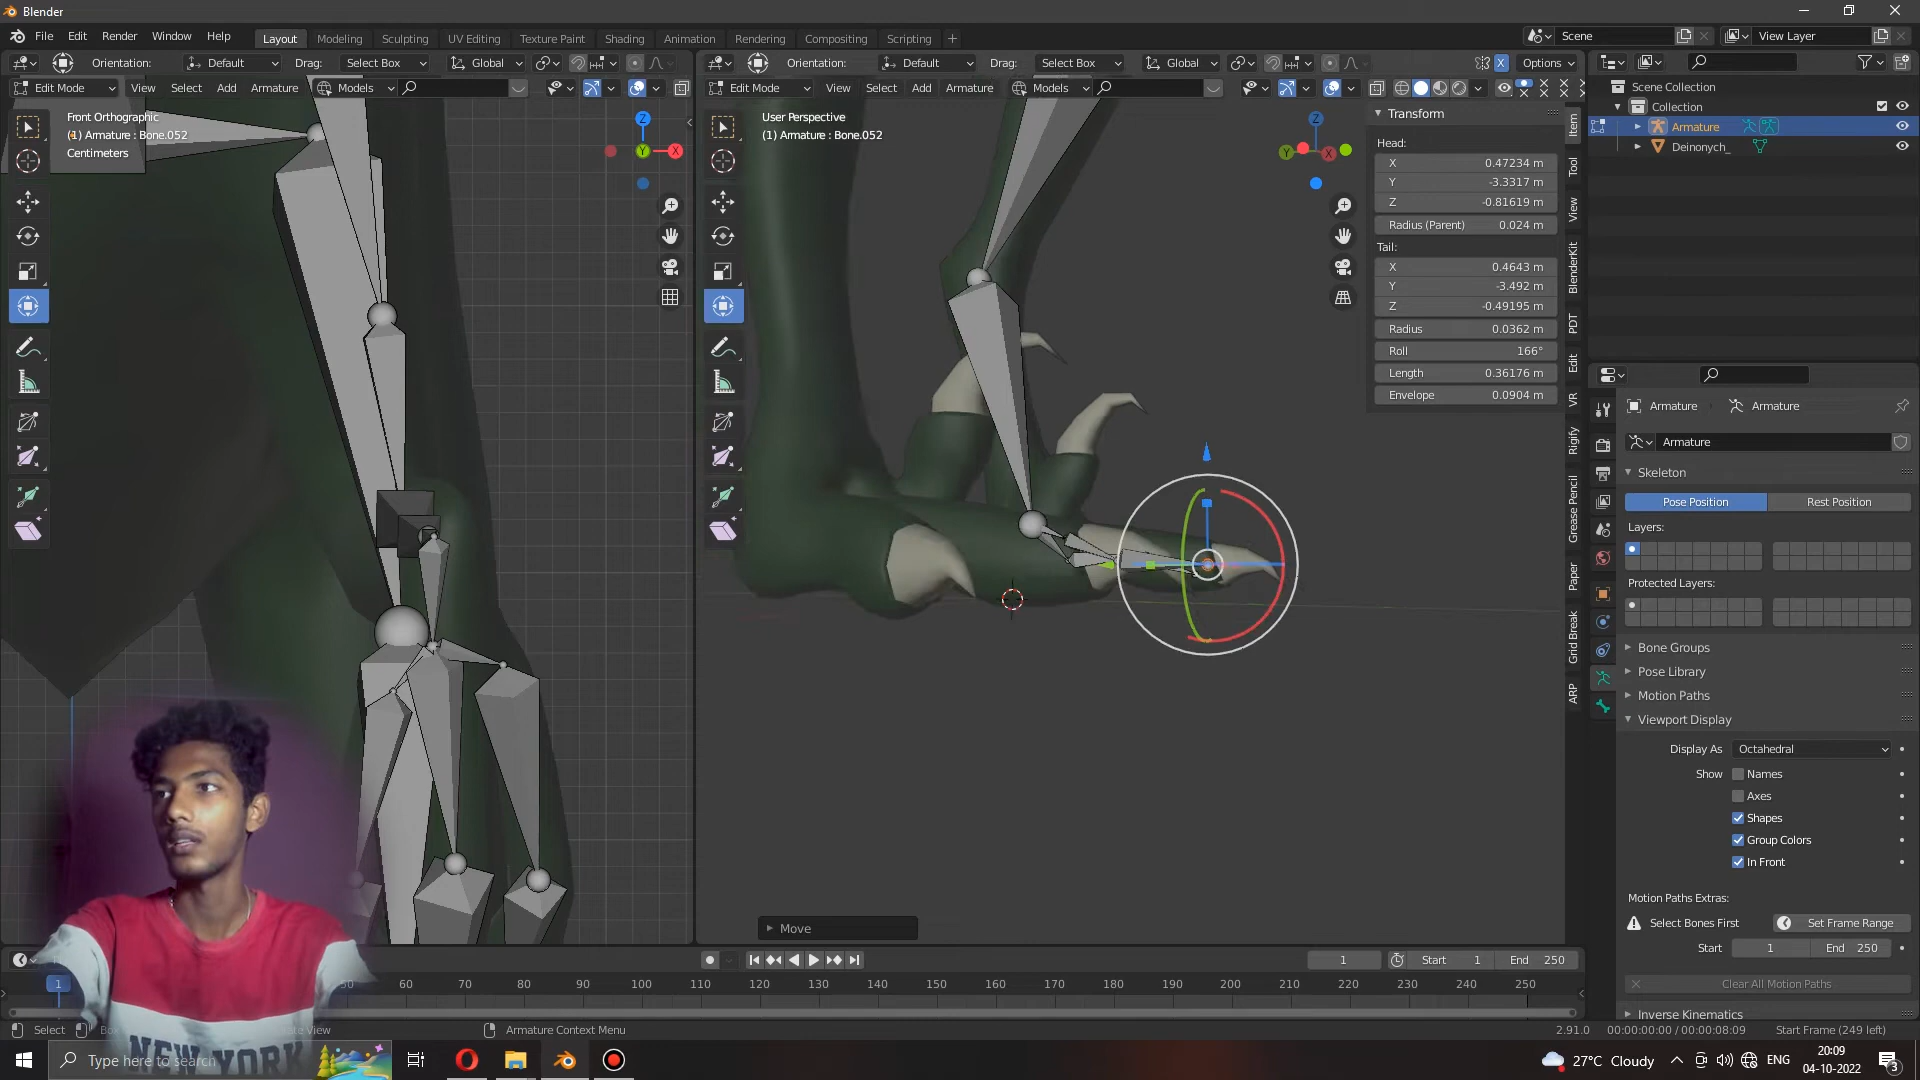 Blender
File Edit Render Window Help Layout Modeling Sculpting UV Editing Texture Paint Shading Animation Rendering Compositing Scripting + Scene View Layer
Orientation: Default Drag: Select Box Global
Orientation: Default Drag: Select Box Global Options
Edit Mode View Select Add Armature Models
Edit Mode View Select Add Armature Models
Front Orthographic
(1) Armature : Bone.052
Centimeters
Z
Y
X
User Perspective
(1) Armature : Bone.052
Z
Y
X
Transform
Head:
X 0.47234 m
Y -3.3317 m
Z -0.81619 m
Radius (Parent) 0.024 m
Tail:
X 0.4643 m
Y -3.492 m
Z -0.49195 m
Radius 0.0362 m
Roll 166°
Length 0.36176 m
Envelope 0.0904 m
Item
Tool
View
BlenderKit
PDT
Edit
VR
Rigify
Grease Pencil
Paper
Grid Break
ARP
Scene Collection
Collection
Armature
Deinonych_
Armature Armature
Armature
Skeleton
Pose Position Rest Position
Layers:
Protected Layers:
Bone Groups
Pose Library
Motion Paths
Viewport Display
Display As Octahedral
Show Names
Axes
Shapes
Group Colors
In Front
Motion Paths Extras:
Select Bones First Set Frame Range
Start 1 End 250
Clear All Motion Paths
Inverse Kinematics
Move
1 Start 1 End 250
1 50 60 70 80 90 100 110 120 130 140 150 160 170 180 190 200 210 220 230 240 250
Select Box View Armature Context Menu 2.91.0 00:00:00:00 / 00:00:08:09 Start Frame (249 left)
NEW YORK
Type here to search
27°C Cloudy ENG 20:09
04-10-2022
3